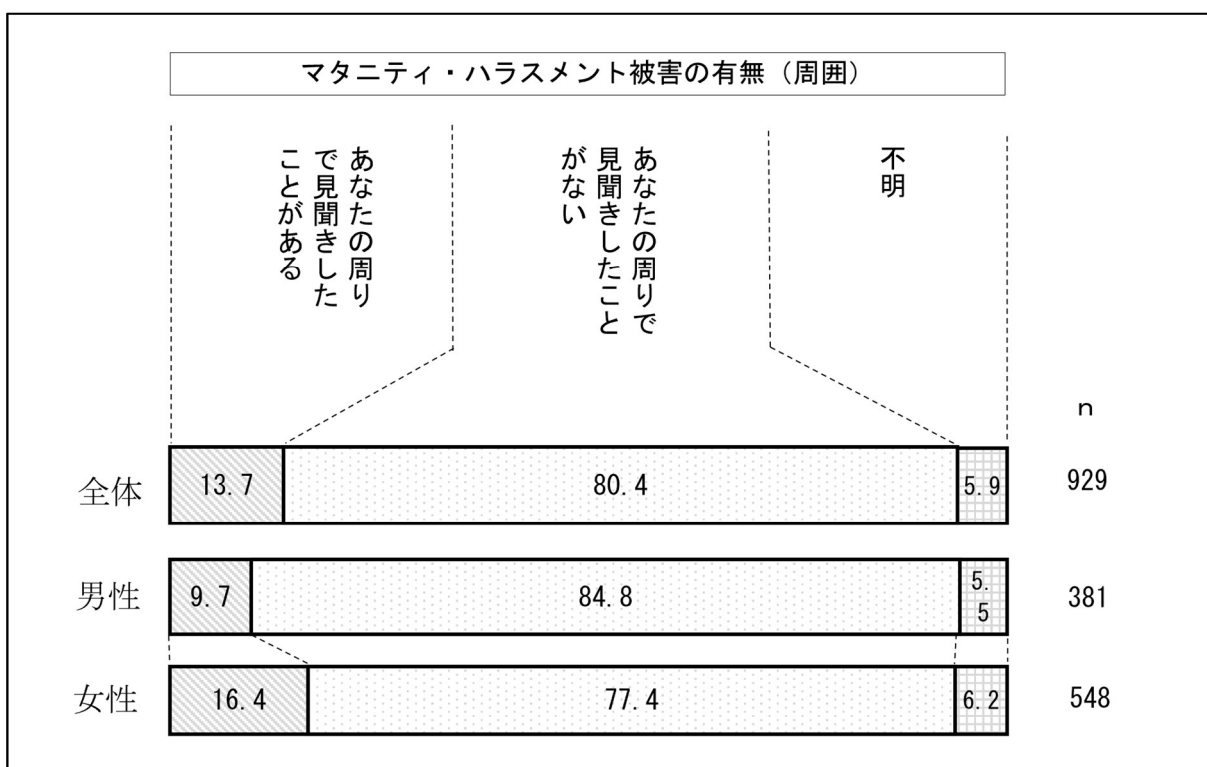 マタニティ・ハラスメント被害の有無（周囲）
あなたの周り
で見聞きした
ことがある
あなたの周りで
見聞きしたこと
がない
不明
n
全体
13.7
80.4
5.9
929
男性
9.7
84.8
5.
5
381
女性
16.4
77.4
6.2
548